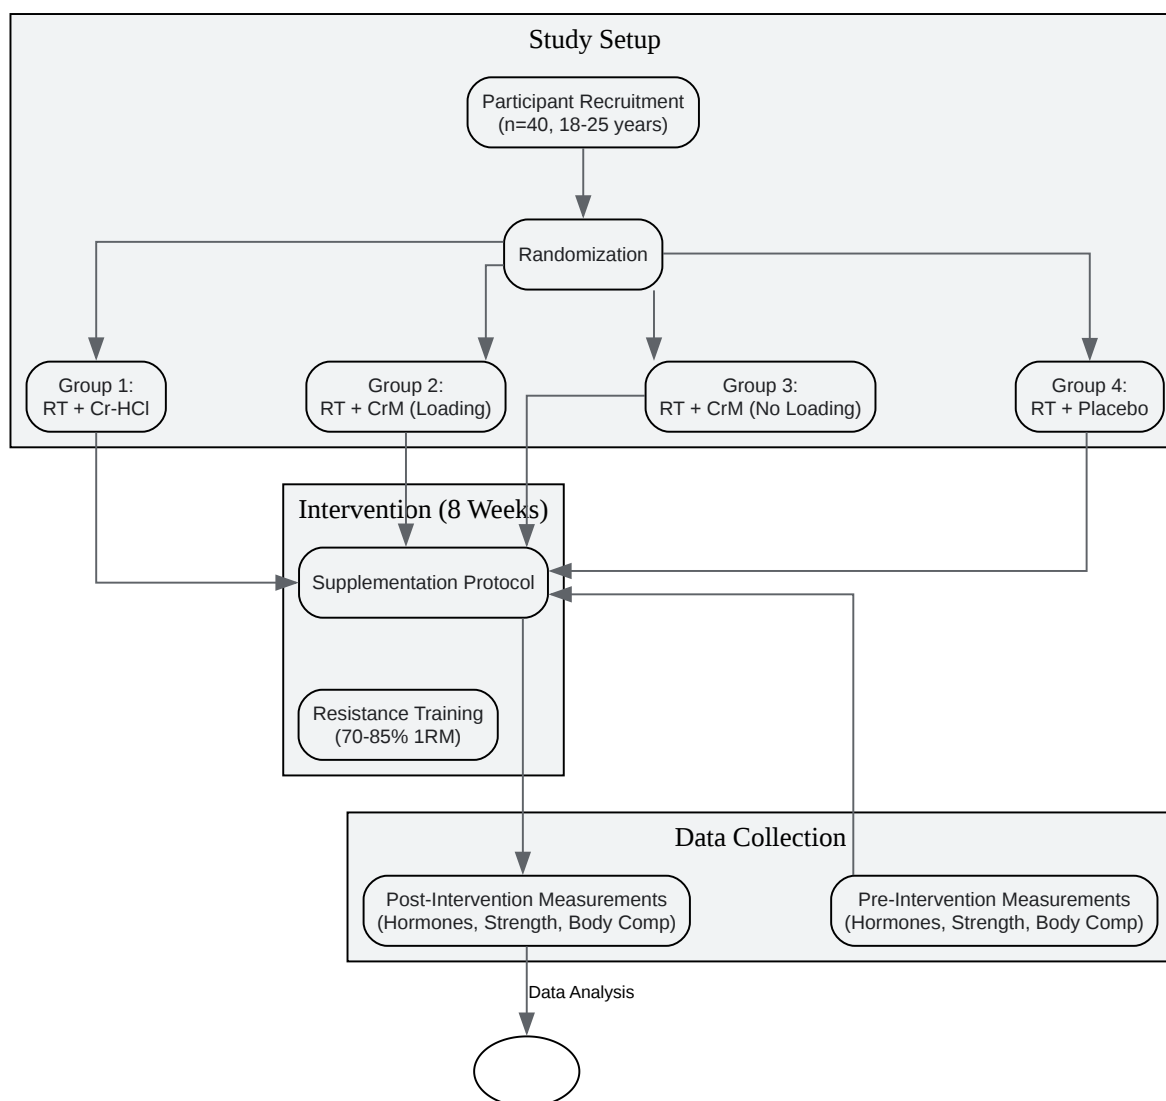 Study Setup
Participant Recruitment
(n=40, 18-25 years)
Randomization
Group 1:
RT + Cr-HCl
Group 2:
RT + CrM (Loading)
Group 3:
RT + CrM (No Loading)
Group 4:
RT + Placebo
Intervention (8 Weeks)
Supplementation Protocol
Resistance Training
(70-85% 1RM)
Data Collection
Post-Intervention Measurements
(Hormones, Strength, Body Comp)
Pre-Intervention Measurements
(Hormones, Strength, Body Comp)
Data Analysis